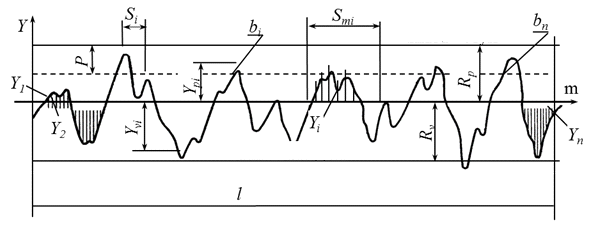 Y
S_i
b_i
S_mi
b_n
P
Y_pi
R_p
Y_1
m
Y_2
Y_vi
Y_i
R_v
Y_n
l